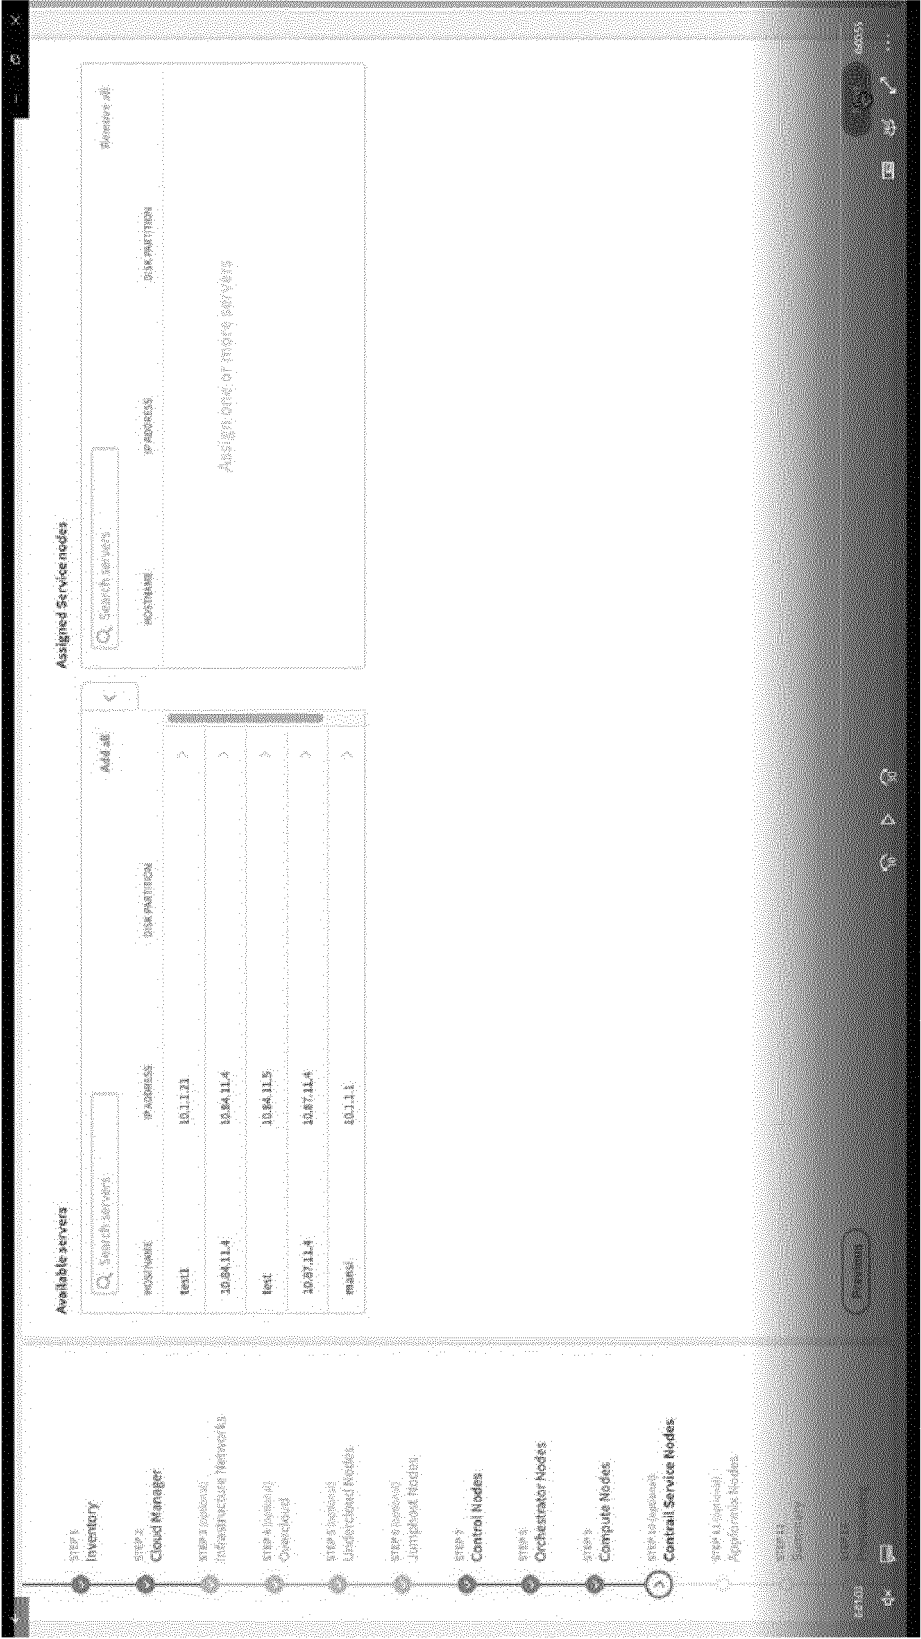 STEP 1
Inventory
STEP 2
Cloud Manager
STEP 3 (optional)
Infrastructure Networks
STEP 4 (optional)
Overcloud
STEP 5 (optional)
Undercloud Nodes
STEP 6 (optional)
Jumphost Nodes
STEP 7
Control Nodes
STEP 8
Orchestrator Nodes
STEP 9
Compute Nodes
STEP 10 (optional)
Contrail Service Nodes
STEP 11 (optional)
Appformix Nodes
Available servers
Search servers
Add all
HOSTNAME IP ADDRESS DISK PARTITION
test1 10.1.1.11
10.84.11.4 10.84.11.4
test 10.84.11.5
10.87.11.4 10.87.11.4
mansi 10.1.1.1
Assigned Service nodes
Search servers
Remove all
HOSTNAME IP ADDRESS DISK PARTITION
Assign one or more servers
Previous
10
30